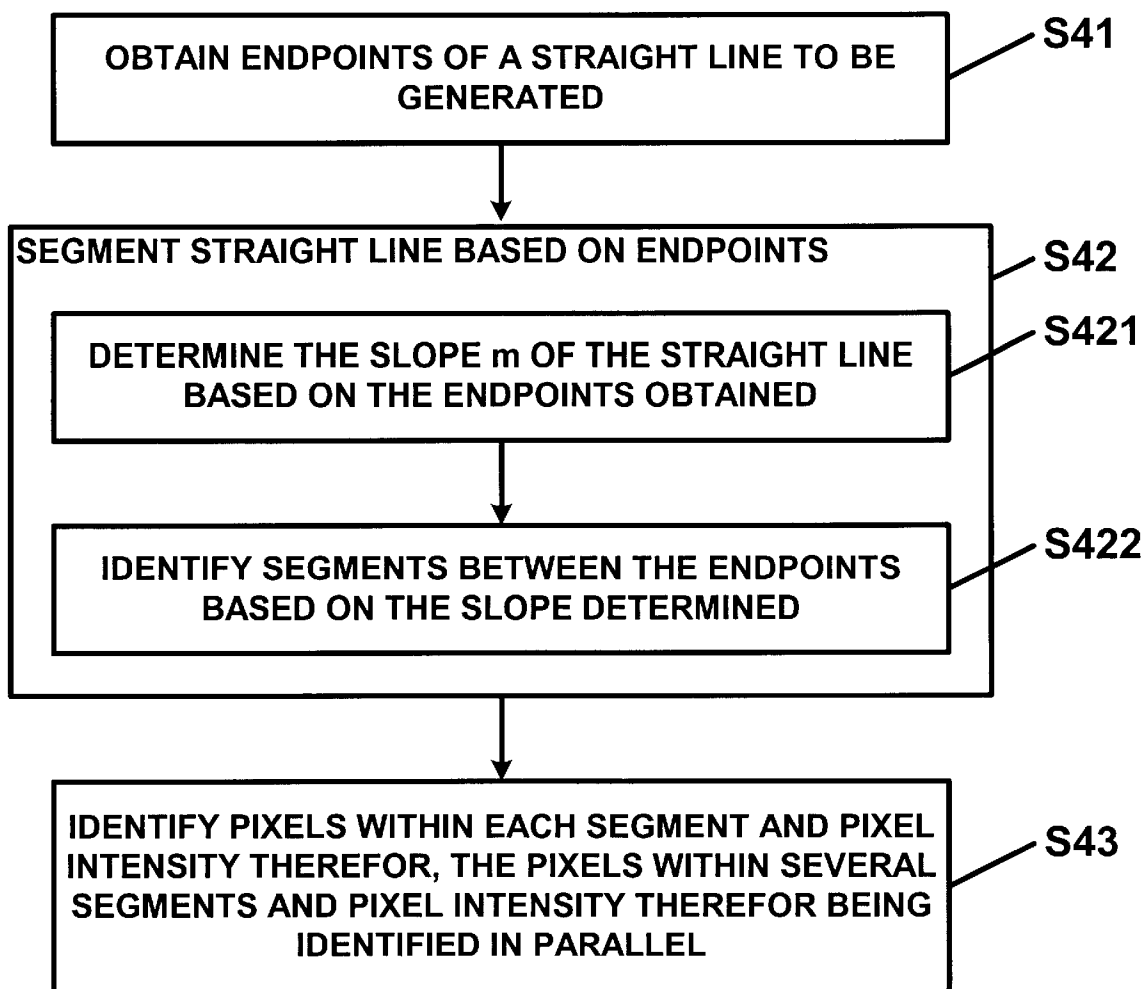 OBTAIN ENDPOINTS OF A STRAIGHT LINE TO BE
GENERATED
S41
SEGMENT STRAIGHT LINE BASED ON ENDPOINTS
S42
DETERMINE THE SLOPE m OF THE STRAIGHT LINE
BASED ON THE ENDPOINTS OBTAINED
S421
IDENTIFY SEGMENTS BETWEEN THE ENDPOINTS
BASED ON THE SLOPE DETERMINED
S422
IDENTIFY PIXELS WITHIN EACH SEGMENT AND PIXEL
INTENSITY THEREFOR, THE PIXELS WITHIN SEVERAL
SEGMENTS AND PIXEL INTENSITY THEREFOR BEING
IDENTIFIED IN PARALLEL
S43